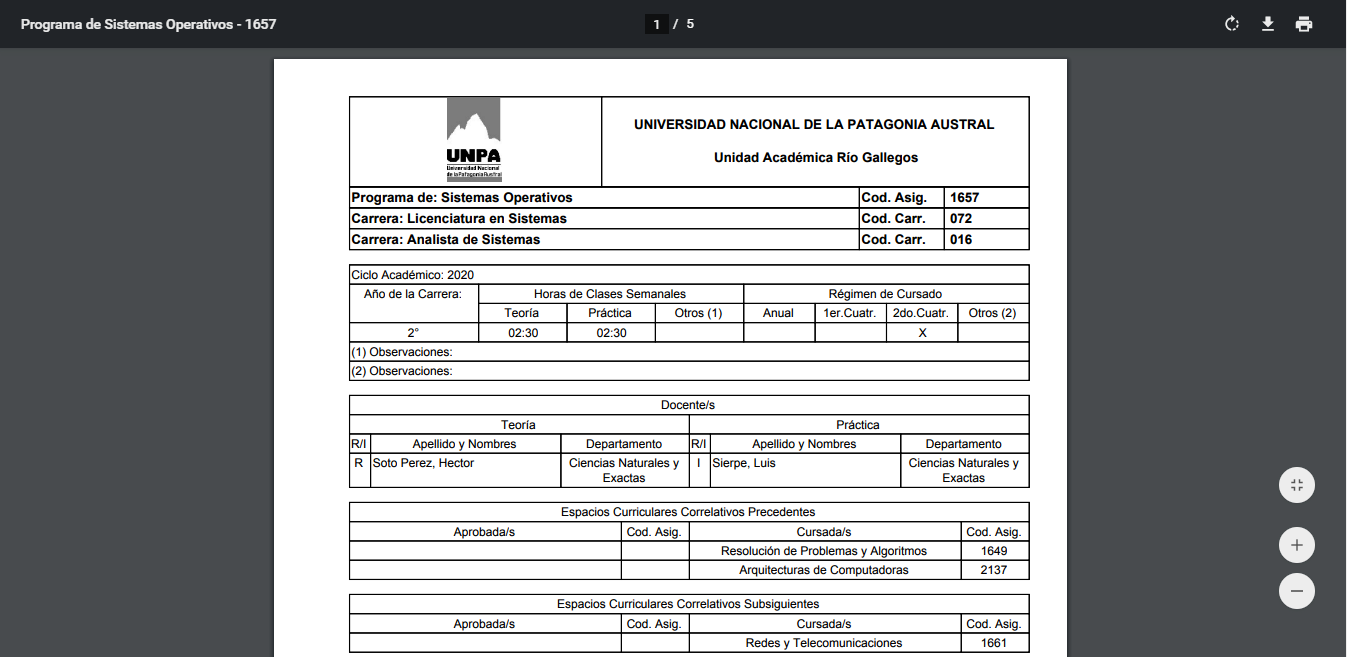 Programa de Sistemas Operativos - 1657
1 / 5
UNPA
Universidad Nacional
de la Patagonia Austral
UNIVERSIDAD NACIONAL DE LA PATAGONIA AUSTRAL
Unidad Académica Río Gallegos
Programa de: Sistemas Operativos Cod. Asig. 1657
Carrera: Licenciatura en Sistemas Cod. Carr. 072
Carrera: Analista de Sistemas Cod. Carr. 016
Ciclo Académico: 2020
Año de la Carrera: Horas de Clases Semanales Régimen de Cursado
Teoría Práctica Otros (1) Anual 1er.Cuatr. 2do.Cuatr. Otros (2)
2° 02:30 02:30 X
(1) Observaciones:
(2) Observaciones:
Docente/s
Teoría Práctica
R/I Apellido y Nombres Departamento R/I Apellido y Nombres Departamento
R Soto Perez, Hector Ciencias Naturales y I Sierpe, Luis Ciencias Naturales y
Exactas Exactas
Espacios Curriculares Correlativos Precedentes
Aprobada/s Cod. Asig. Cursada/s Cod. Asig.
Resolución de Problemas y Algoritmos 1649
Arquitecturas de Computadoras 2137
Espacios Curriculares Correlativos Subsiguientes
Aprobada/s Cod. Asig. Cursada/s Cod. Asig.
Redes y Telecomunicaciones 1661